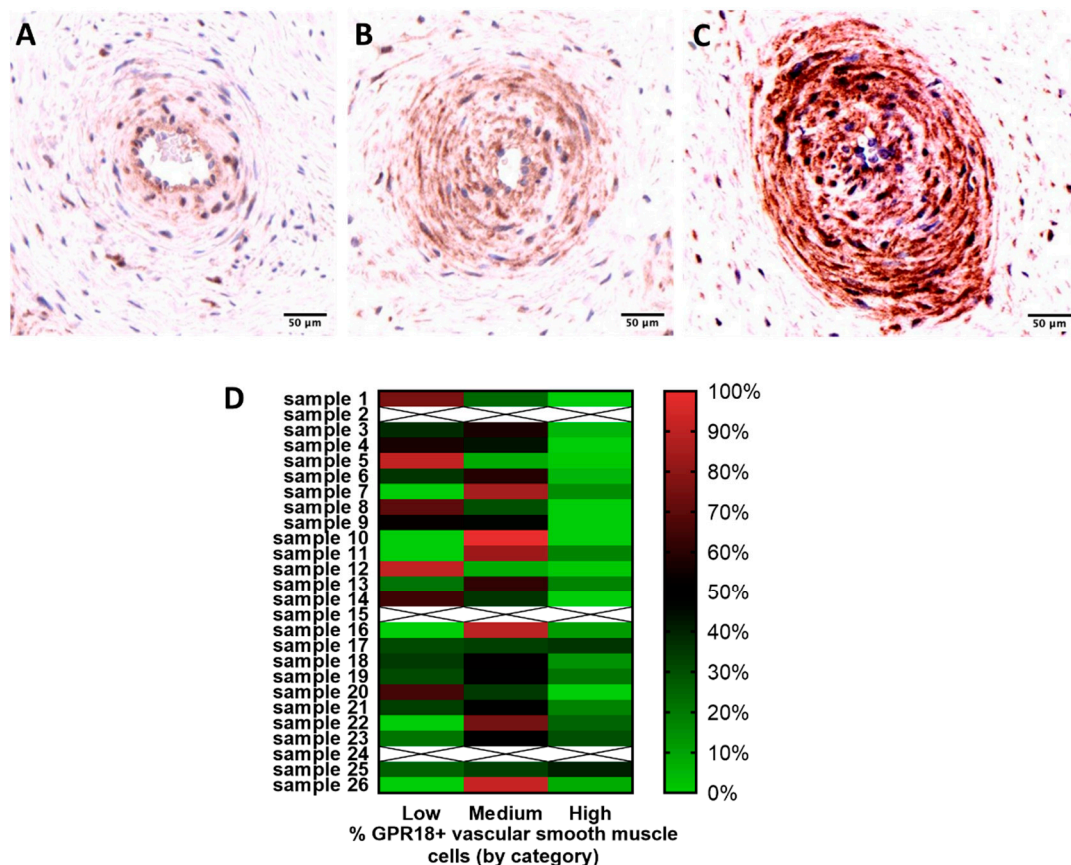 A
B
C
50 µm
50 µm
50 µm
D
sample 1
sample 2
sample 3
sample 4
sample 5
sample 6
sample 7
sample 8
sample 9
sample 10
sample 11
sample 12
sample 13
sample 14
sample 15
sample 16
sample 17
sample 18
sample 19
sample 20
sample 21
sample 22
sample 23
sample 24
sample 25
sample 26
100%
90%
80%
70%
60%
50%
40%
30%
20%
10%
0%
Low Medium High
% GPR18+ vascular smooth muscle
cells (by category)